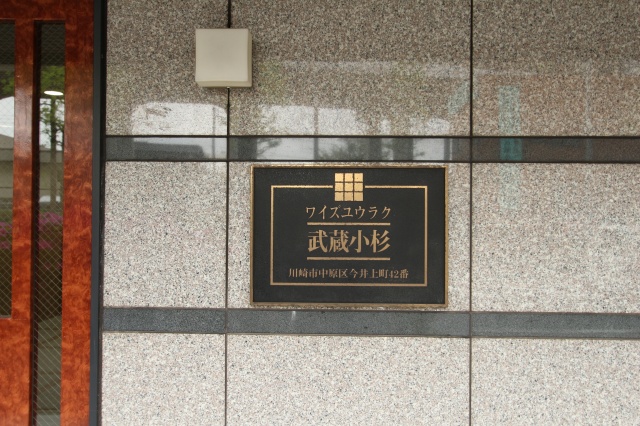 ワイズユウラク
武蔵小杉
川崎市中原区今井上町42番